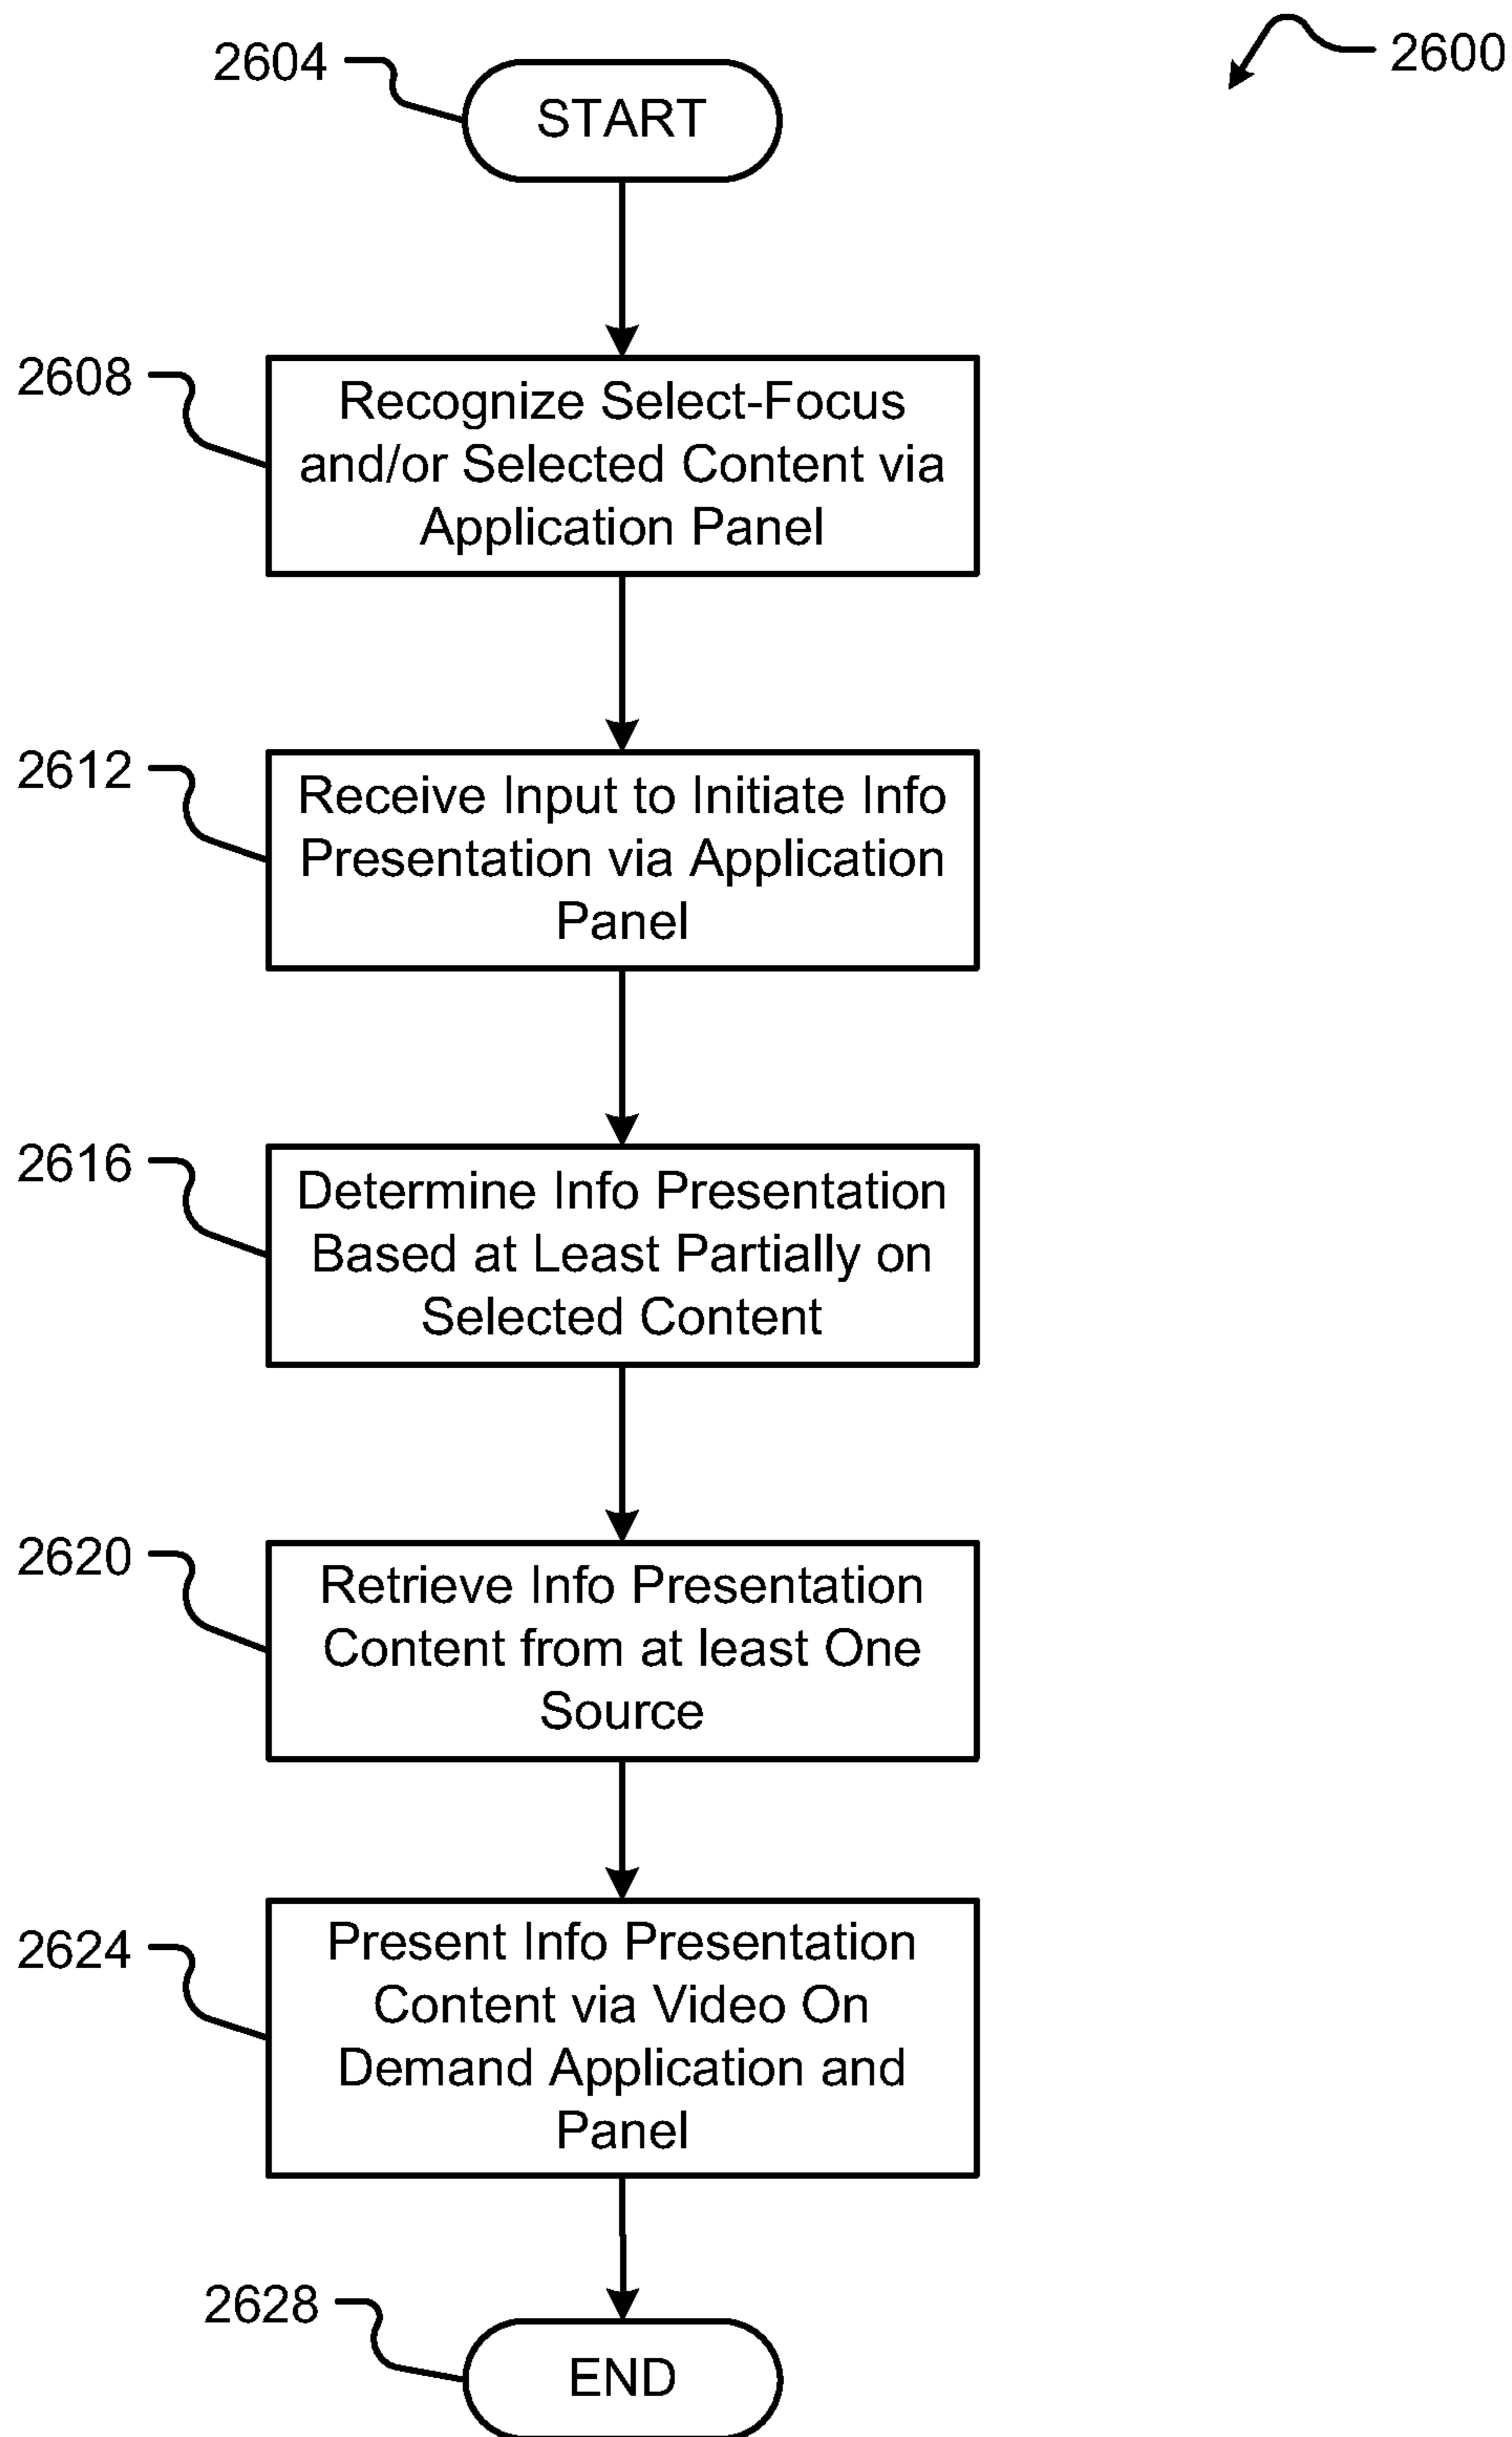 2600
2604
START
2608
Recognize Select-Focus
and/or Selected Content via
Application Panel
2612
Receive Input to Initiate Info
Presentation via Application
Panel
2616
Determine Info Presentation
Based at Least Partially on
Selected Content
2620
Retrieve Info Presentation
Content from at least One
Source
2624
Present Info Presentation
Content via Video On
Demand Application and
Panel
2628
END